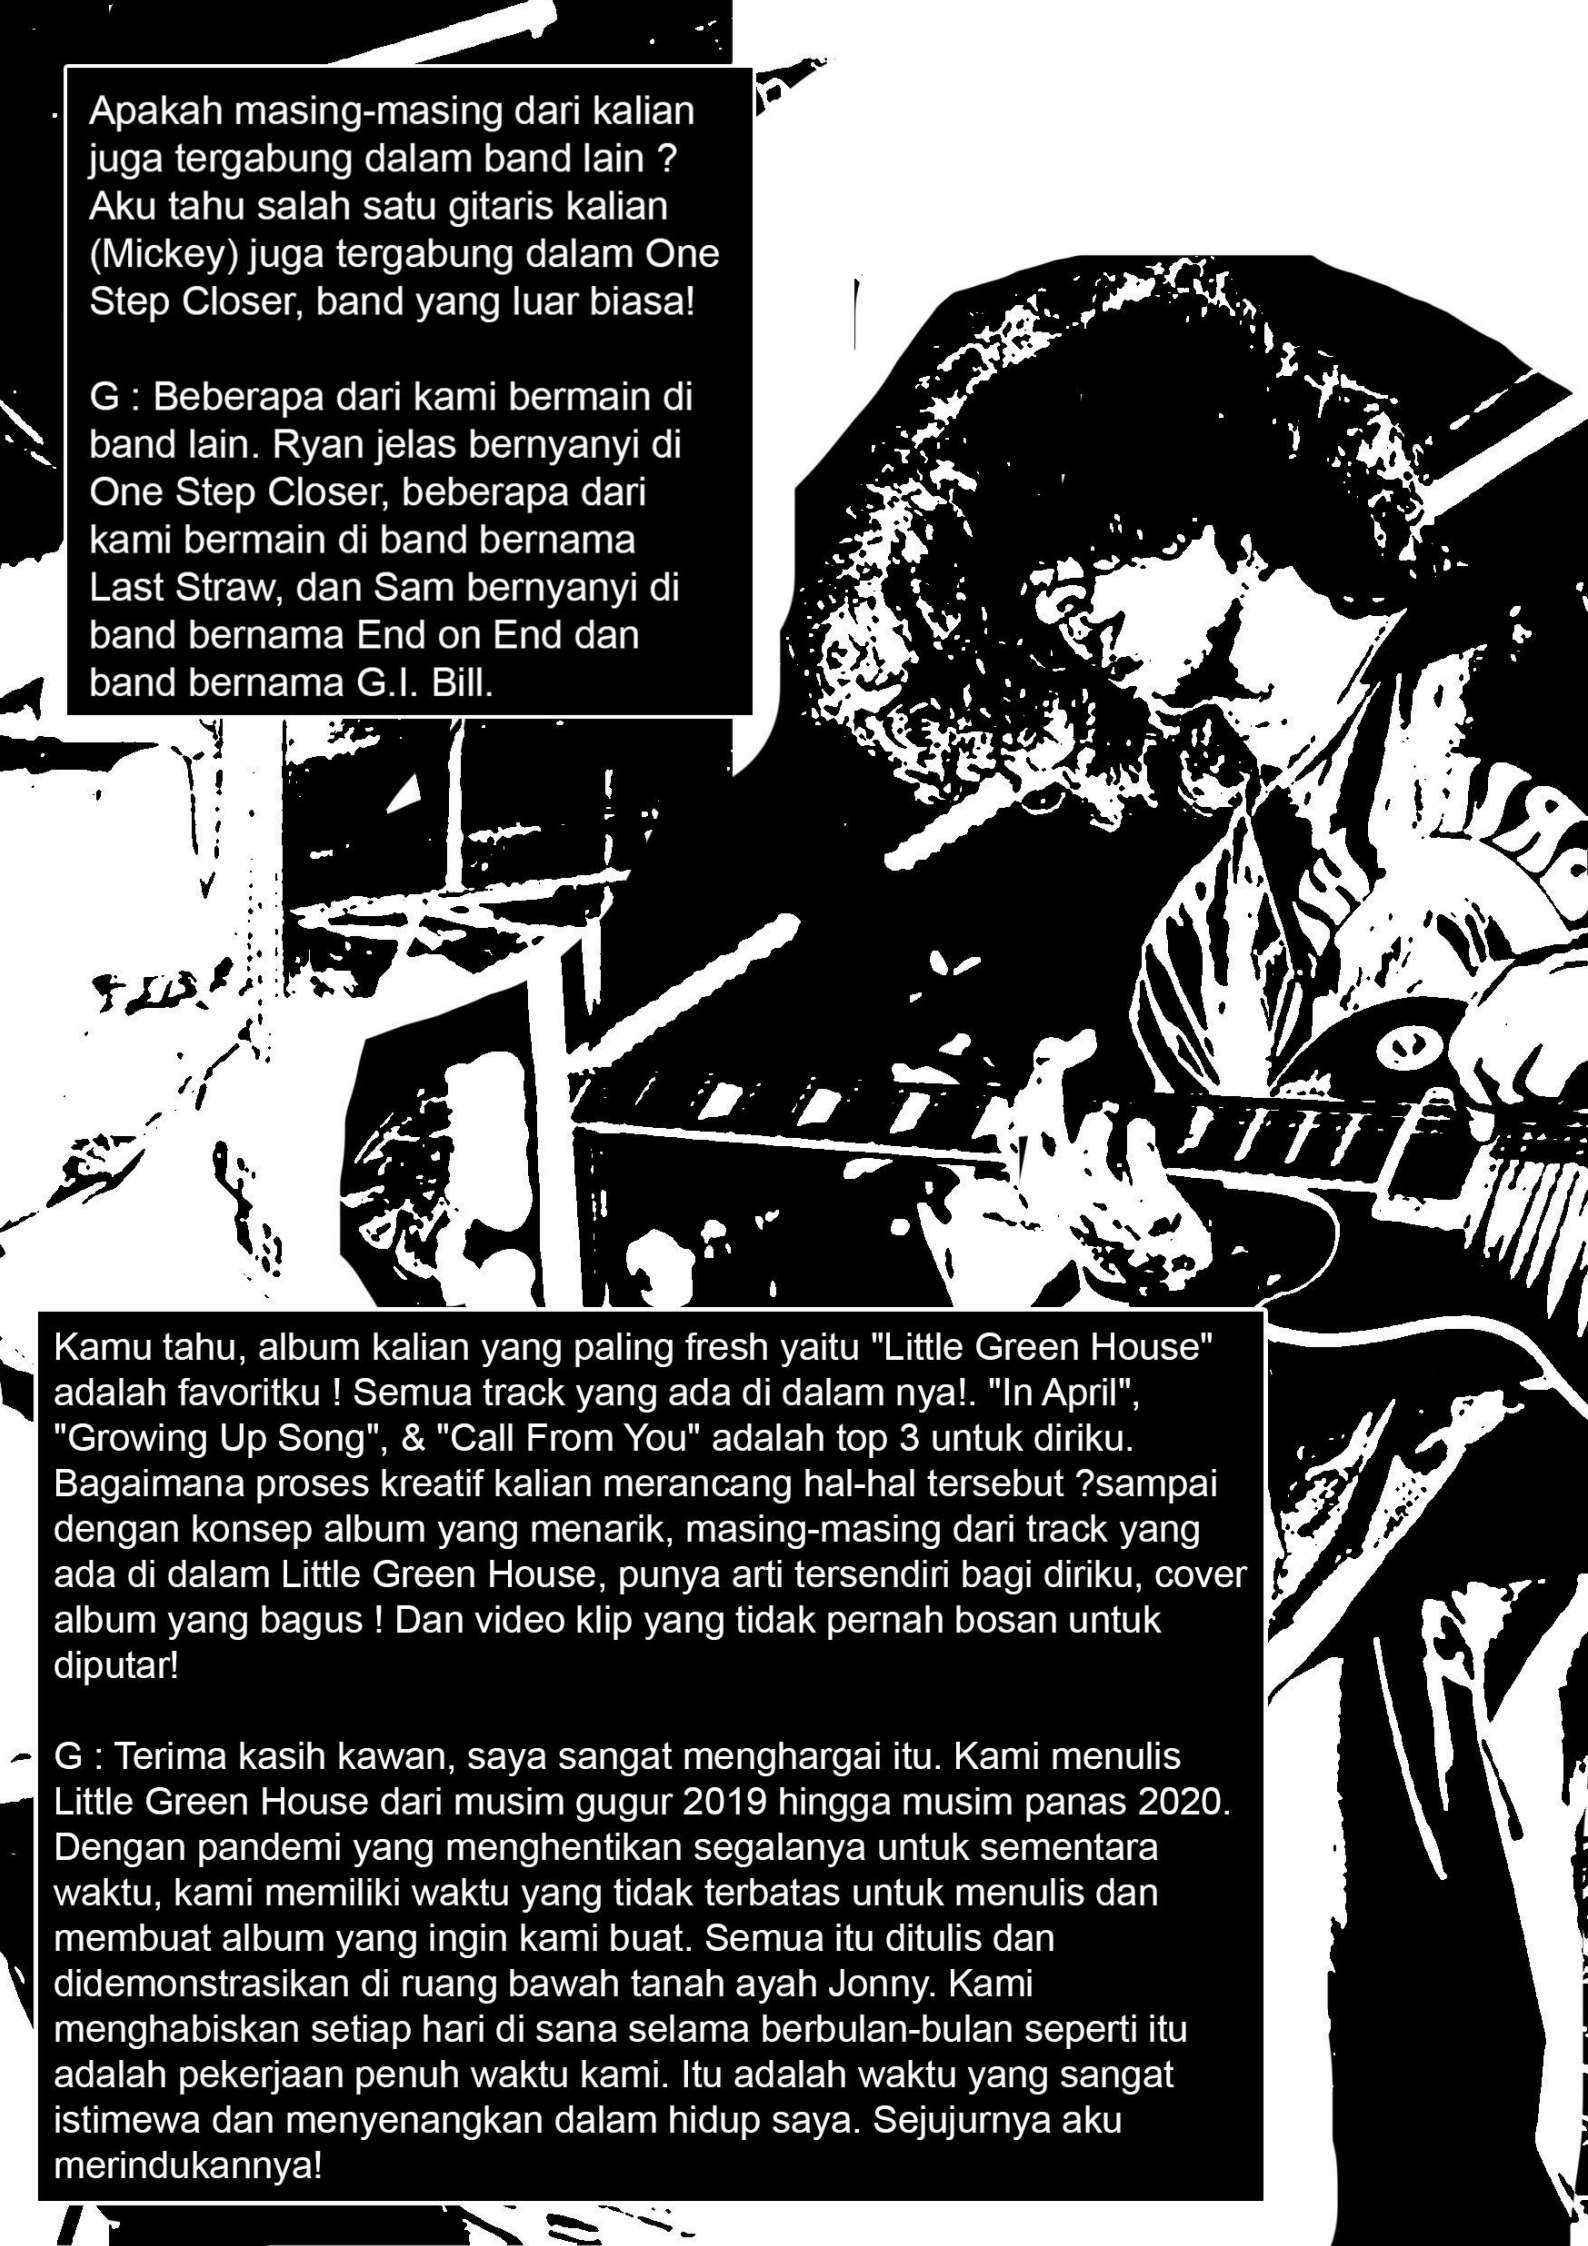 Apakah masing-masing dari kalian
juga tergabung dalam band lain ?
Aku tahu salah satu gitaris kalian
(Mickey) juga tergabung dalam One
Step Closer, band yang luar biasa!
G : Beberapa dari kami bermain di
band lain. Ryan jelas bernyanyi di
One Step Closer, beberapa dari
kami bermain di band bernama
Last Straw, dan Sam bernyanyi di
band bernama End on End dan
band bernama G.I. Bill.
Kamu tahu, album kalian yang paling fresh yaitu "Little Green House"
adalah favoritku ! Semua track yang ada di dalam nya!. "In April",
"Growing Up Song", & "Call From You" adalah top 3 untuk diriku.
Bagaimana proses kreatif kalian merancang hal-hal tersebut ?sampai
dengan konsep album yang menarik, masing-masing dari track yang
ada di dalam Little Green House, punya arti tersendiri bagi diriku, cover
album yang bagus ! Dan video klip yang tidak pernah bosan untuk
diputar!
G : Terima kasih kawan, saya sangat menghargai itu. Kami menulis
Little Green House dari musim gugur 2019 hingga musim panas 2020.
Dengan pandemi yang menghentikan segalanya untuk sementara
waktu, kami memiliki waktu yang tidak terbatas untuk menulis dan
membuat album yang ingin kami buat. Semua itu ditulis dan
didemonstrasikan di ruang bawah tanah ayah Jonny. Kami
menghabiskan setiap hari di sana selama berbulan-bulan seperti itu
adalah pekerjaan penuh waktu kami. Itu adalah waktu yang sangat
istimewa dan menyenangkan dalam hidup saya. Sejujurnya aku
merindukannya!